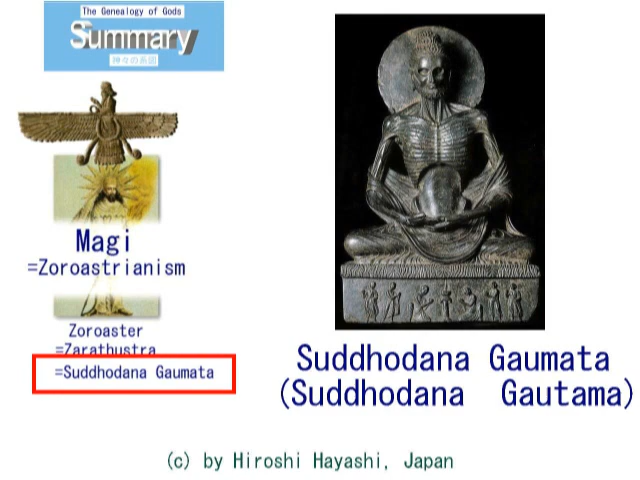 The Genealogy of Gods
Summary
神々の系図
Magi
=Zoroastrianism
Zoroaster
=Zarathustra
=Suddhodana Gaumata
Suddhodana Gaumata
(Suddhodana Gautama)
(c) by Hiroshi Hayashi, Japan